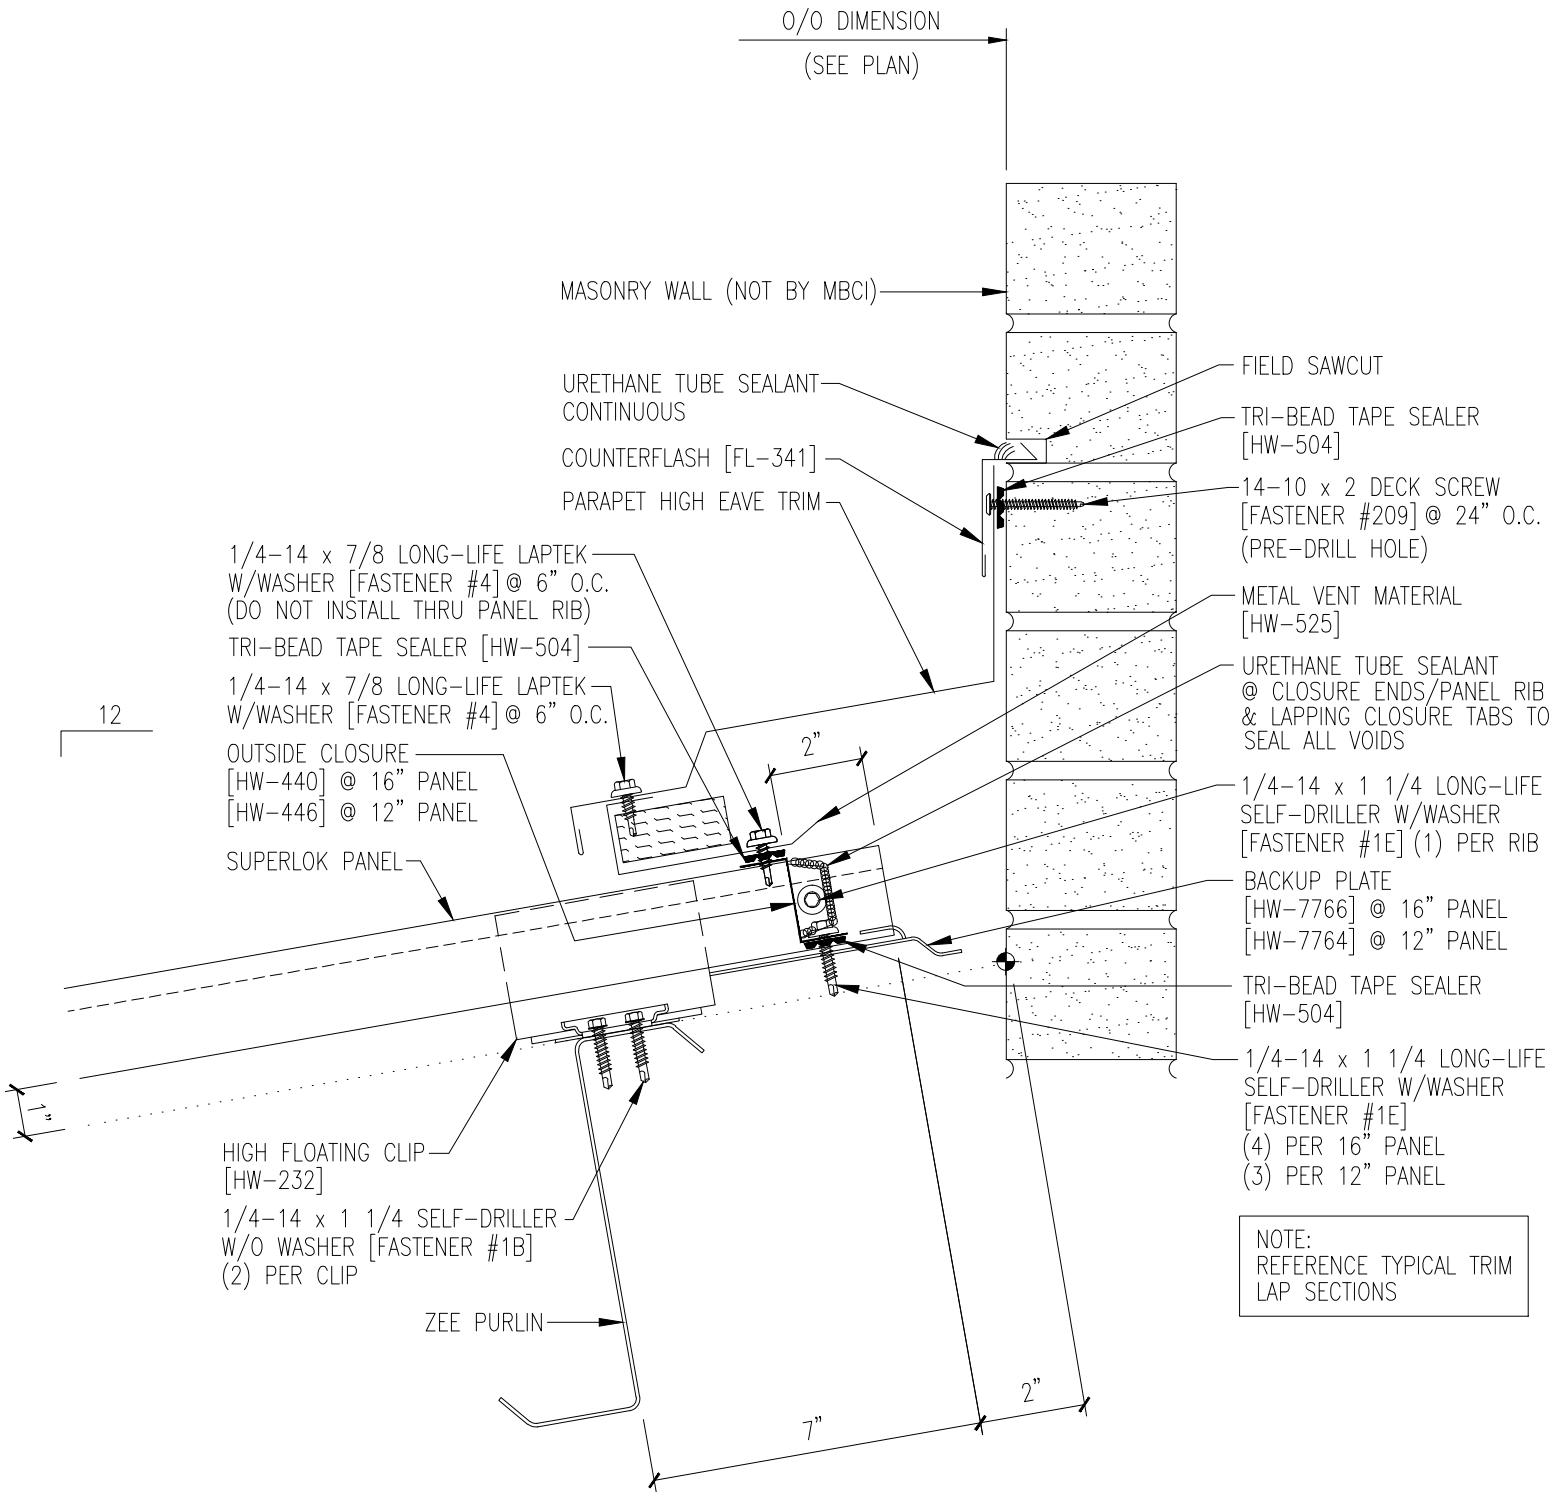 O/O DIMENSION
(SEE PLAN)
MASONRY WALL (NOT BY MBCI)
URETHANE TUBE SEALANT
CONTINUOUS
COUNTERFLASH [FL-341]
PARAPET HIGH EAVE TRIM
1/4-14 x 7/8 LONG-LIFE LAPTEK
W/WASHER [FASTENER #4] @ 6" O.C.
(DO NOT INSTALL THRU PANEL RIB)
TRI-BEAD TAPE SEALER [HW-504]
1/4-14 x 7/8 LONG-LIFE LAPTEK
W/WASHER [FASTENER #4] @ 6" O.C.
12
OUTSIDE CLOSURE
[HW-440] @ 16" PANEL
[HW-446] @ 12" PANEL
SUPERLOK PANEL
2"
1"
HIGH FLOATING CLIP
[HW-232]
1/4-14 x 1 1/4 SELF-DRILLER
W/O WASHER [FASTENER #1B]
(2) PER CLIP
ZEE PURLIN
7"
2"
FIELD SAWCUT
TRI-BEAD TAPE SEALER
[HW-504]
14-10 x 2 DECK SCREW
[FASTENER #209] @ 24" O.C.
(PRE-DRILL HOLE)
METAL VENT MATERIAL
[HW-525]
URETHANE TUBE SEALANT
@ CLOSURE ENDS/PANEL RIB
& LAPPING CLOSURE TABS TO
SEAL ALL VOIDS
1/4-14 x 1 1/4 LONG-LIFE
SELF-DRILLER W/WASHER
[FASTENER #1E] (1) PER RIB
BACKUP PLATE
[HW-7766] @ 16" PANEL
[HW-7764] @ 12" PANEL
TRI-BEAD TAPE SEALER
[HW-504]
1/4-14 x 1 1/4 LONG-LIFE
SELF-DRILLER W/WASHER
[FASTENER #1E]
(4) PER 16" PANEL
(3) PER 12" PANEL
NOTE:
REFERENCE TYPICAL TRIM
LAP SECTIONS